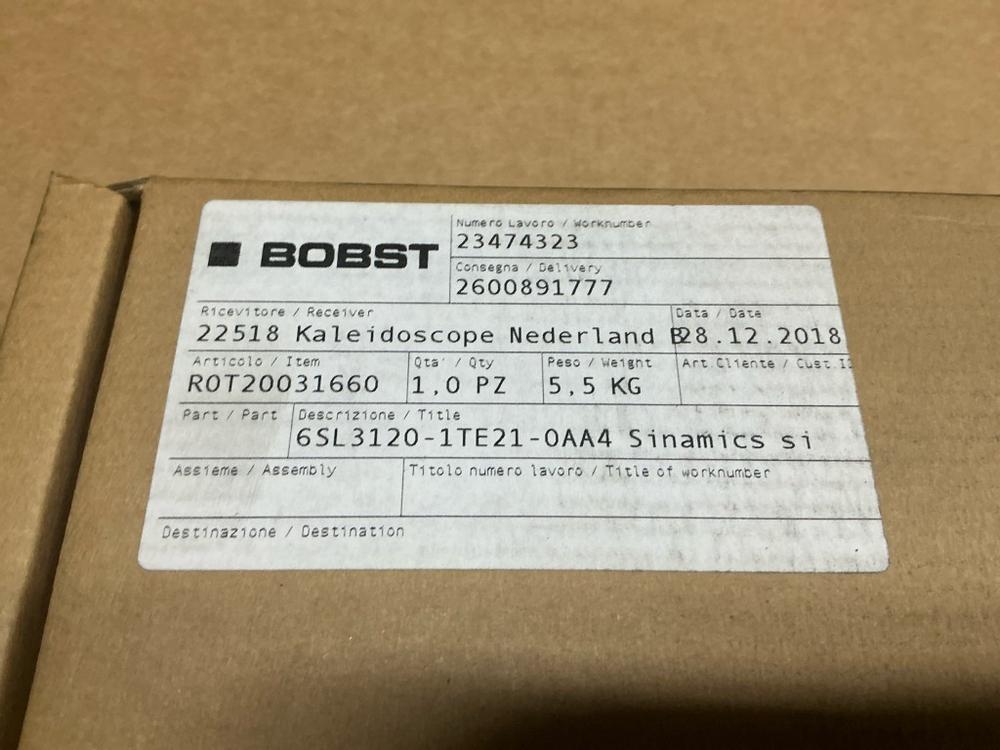 BOBST
Numero Lavoro / Worknumber
23474323
Consegna / Delivery
2600891777
Ricevitore / Receiver
22518 Kaleidoscope Nederland B
Data / Date
28.12.2018
Articolo / Item
R0T20031660
Qta' / Qty
1,0 PZ
Peso / Weight
5,5 KG
Art.Cliente / Cust.ID
Part / Part
Descrizione / Title
6SL3120-1TE21-0AA4 Sinamics si
Assieme / Assembly
Titolo numero lavoro / Title of worknumber
Destinazione / Destination